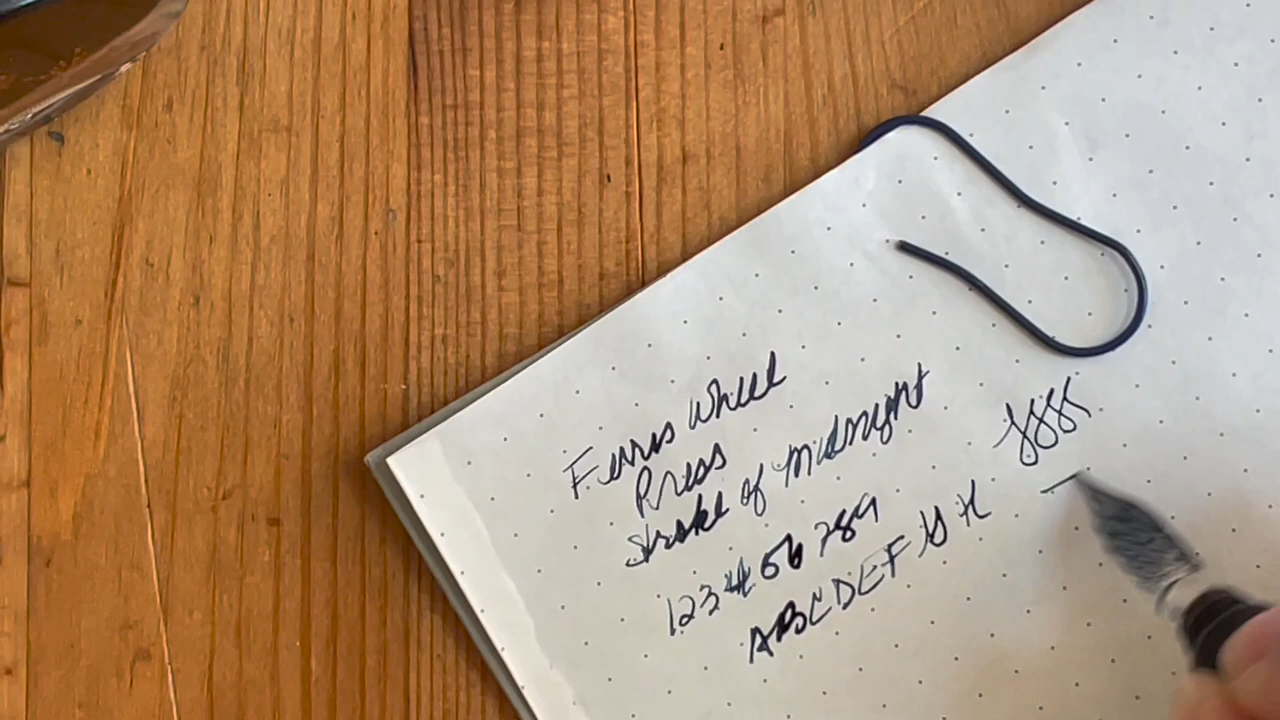 Ferris Wheel
Press
Stroke of Midnight
123456789
ABCDEFGH